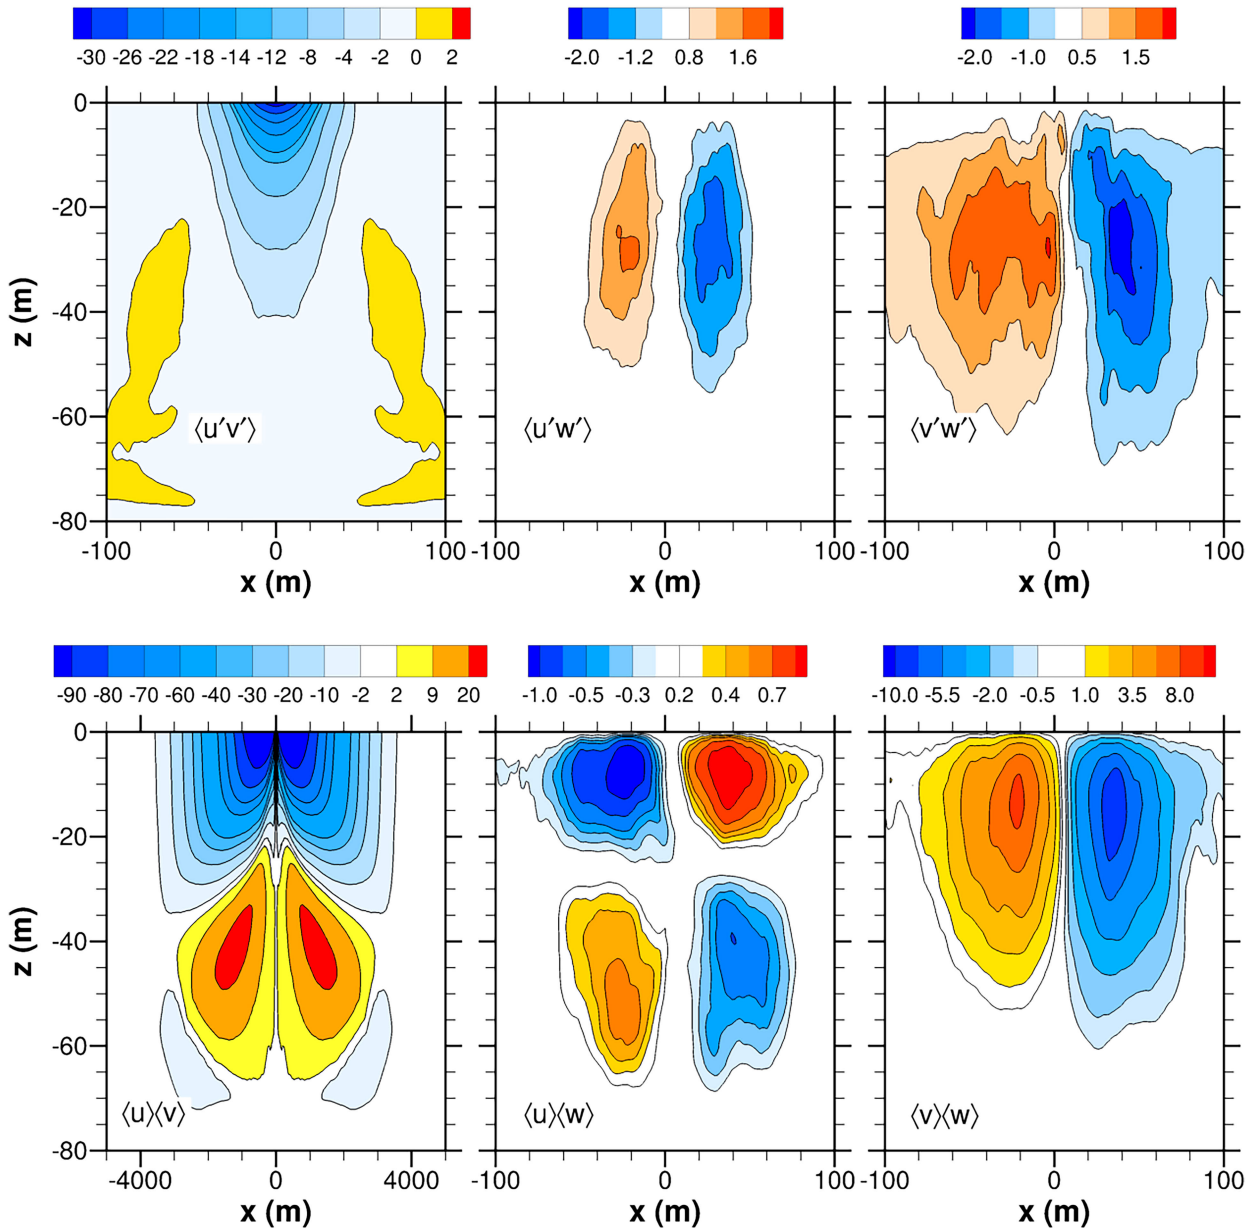 -30 -26 -22 -18 -14 -12 -8 -4 -2 0 2
-2.0 -1.2 0.8 1.6
-2.0 -1.0 0.5 1.5
0
-20
-40
-60
-80
z (m)
⟨u′v′⟩
⟨u′w′⟩
⟨v′w′⟩
-100 0 100
-100 0 100
-100 0 100
x (m)
x (m)
x (m)
-90 -80 -70 -60 -40 -30 -20 -10 -2 2 9 20
-1.0 -0.5 -0.3 0.2 0.4 0.7
-10.0 -5.5 -2.0 -0.5 1.0 3.5 8.0
0
-20
-40
-60
-80
z (m)
⟨u⟩⟨v⟩
⟨u⟩⟨w⟩
⟨v⟩⟨w⟩
-4000 0 4000
-100 0 100
-100 0 100
x (m)
x (m)
x (m)